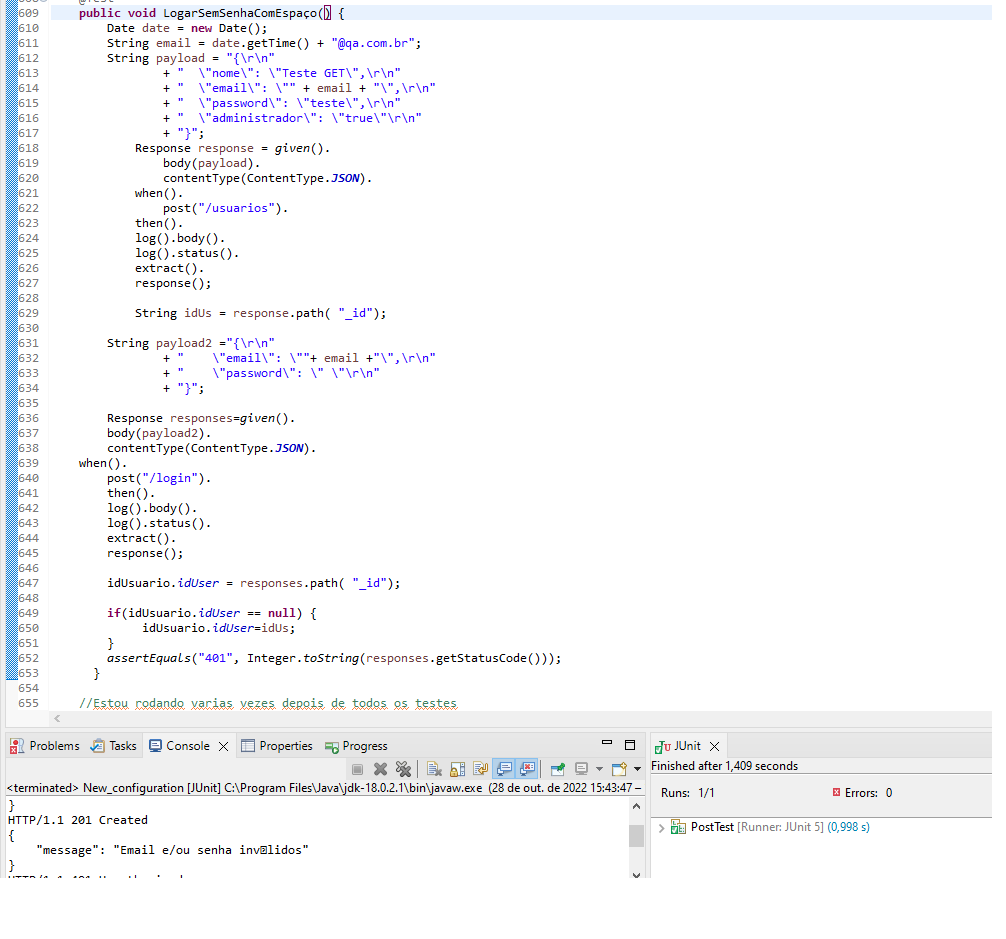 609 public void LogarSemSenhaComEspaço() {
610 Date date = new Date();
611 String email = date.getTime() + "@qa.com.br";
612 String payload = "{\r\n"
613 + " \"nome\": \"Teste GET\",\r\n"
614 + " \"email\": \"" + email + "\",\r\n"
615 + " \"password\": \"teste\",\r\n"
616 + " \"administrador\": \"true\"\r\n"
617 + "}";
618 Response response = given().
619 body(payload).
620 contentType(ContentType.JSON).
621 when().
622 post("/usuarios").
623 then().
624 log().body().
625 log().status().
626 extract().
627 response();
628
629 String idUs = response.path( "_id");
630
631 String payload2 ="{\r\n"
632 + " \"email\": \""+ email +"\",\r\n"
633 + " \"password\": \" \"\r\n"
634 + "}";
635
636 Response responses=given().
637 body(payload2).
638 contentType(ContentType.JSON).
639 when().
640 post("/login").
641 then().
642 log().body().
643 log().status().
644 extract().
645 response();
646
647 idUsuario.idUser = responses.path( "_id");
648
649 if(idUsuario.idUser == null) {
650 idUsuario.idUser=idUs;
651 }
652 assertEquals("401", Integer.toString(responses.getStatusCode()));
653 }
654
655 //Estou rodando varias vezes depois de todos os testes
Problems Tasks Console Properties Progress
<terminated> New_configuration [JUnit] C:\Program Files\Java\jdk-18.0.2.1\bin\javaw.exe (28 de out. de 2022 15:43:47 –
}
HTTP/1.1 201 Created
{
"message": "Email e/ou senha inv�lidos"
}
JUnit
Finished after 1,409 seconds
Runs: 1/1 Errors: 0
PostTest [Runner: JUnit 5] (0,998 s)